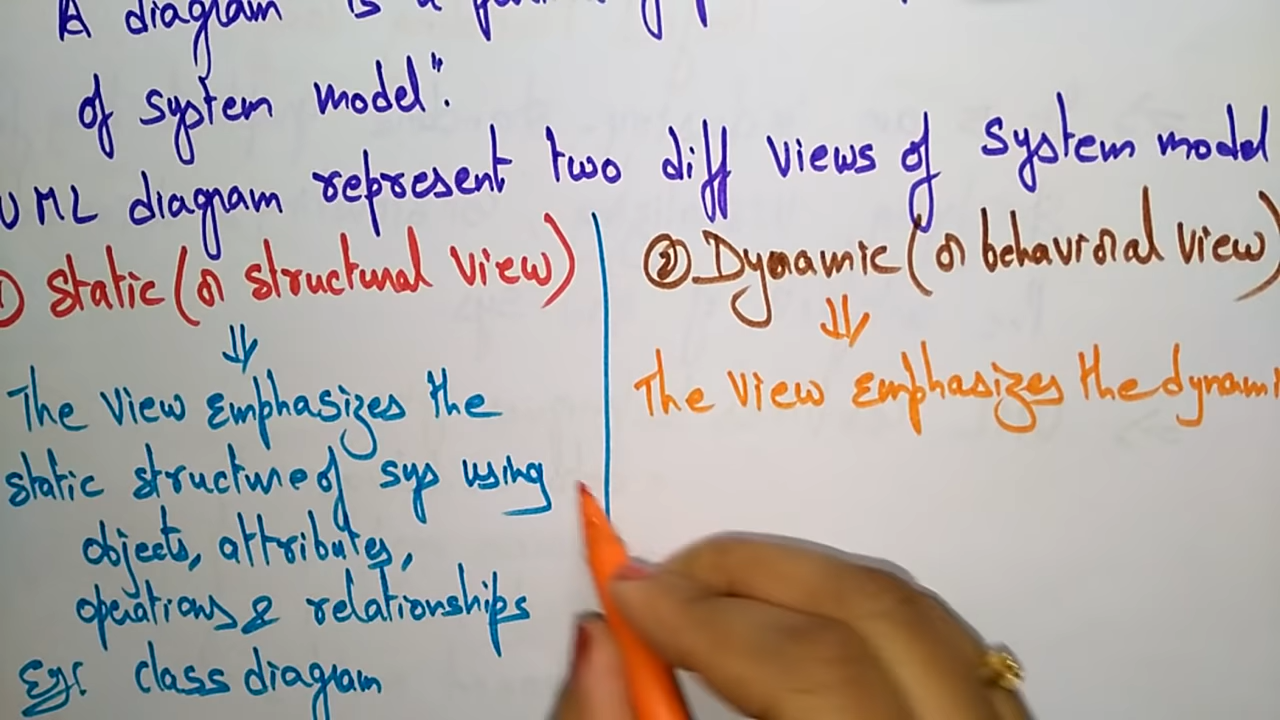 A diagram is a
of system model".
UML diagram represent two diff views of system model
1) Static (or structural view)
The view emphasizes the
static structure of sys using
objects, attributes,
operations & relationships
Eg: class diagram
② Dynamic (or behavioral view)
The view emphasizes the dynami